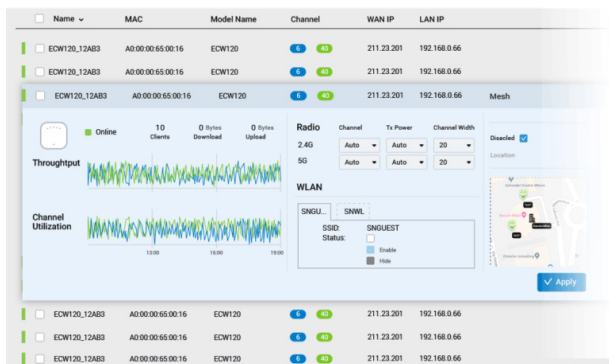 Name MAC Model Name Channel WAN IP LAN IP
ECW120_12AB3 A0:00:00:65:00:16 ECW120 6 40 211.23.201 192.168.0.66
ECW120_12AB3 A0:00:00:65:00:16 ECW120 6 40 211.23.201 192.168.0.66
ECW120_12AB3 A0:00:00:65:00:16 ECW120 6 40 211.23.201 192.168.0.66 Mesh
Online 10 Clients 0 Bytes Download 0 Bytes Upload
Radio Channel Tx Power Channel Width
2.4G Auto Auto 20
5G Auto Auto 20
Disacled
Location
Throughtput
WLAN
SNGU... SNWL
SSID: SNGUEST
Status:
Enable
Hide
Channel
Utilization
13:00 16:00 19:00
Apply
ECW120_12AB3 A0:00:00:65:00:16 ECW120 6 40 211.23.201 192.168.0.66
ECW120_12AB3 A0:00:00:65:00:16 ECW120 6 40 211.23.201 192.168.0.66
ECW120_12AB3 A0:00:00:65:00:16 ECW120 6 40 211.23.201 192.168.0.66